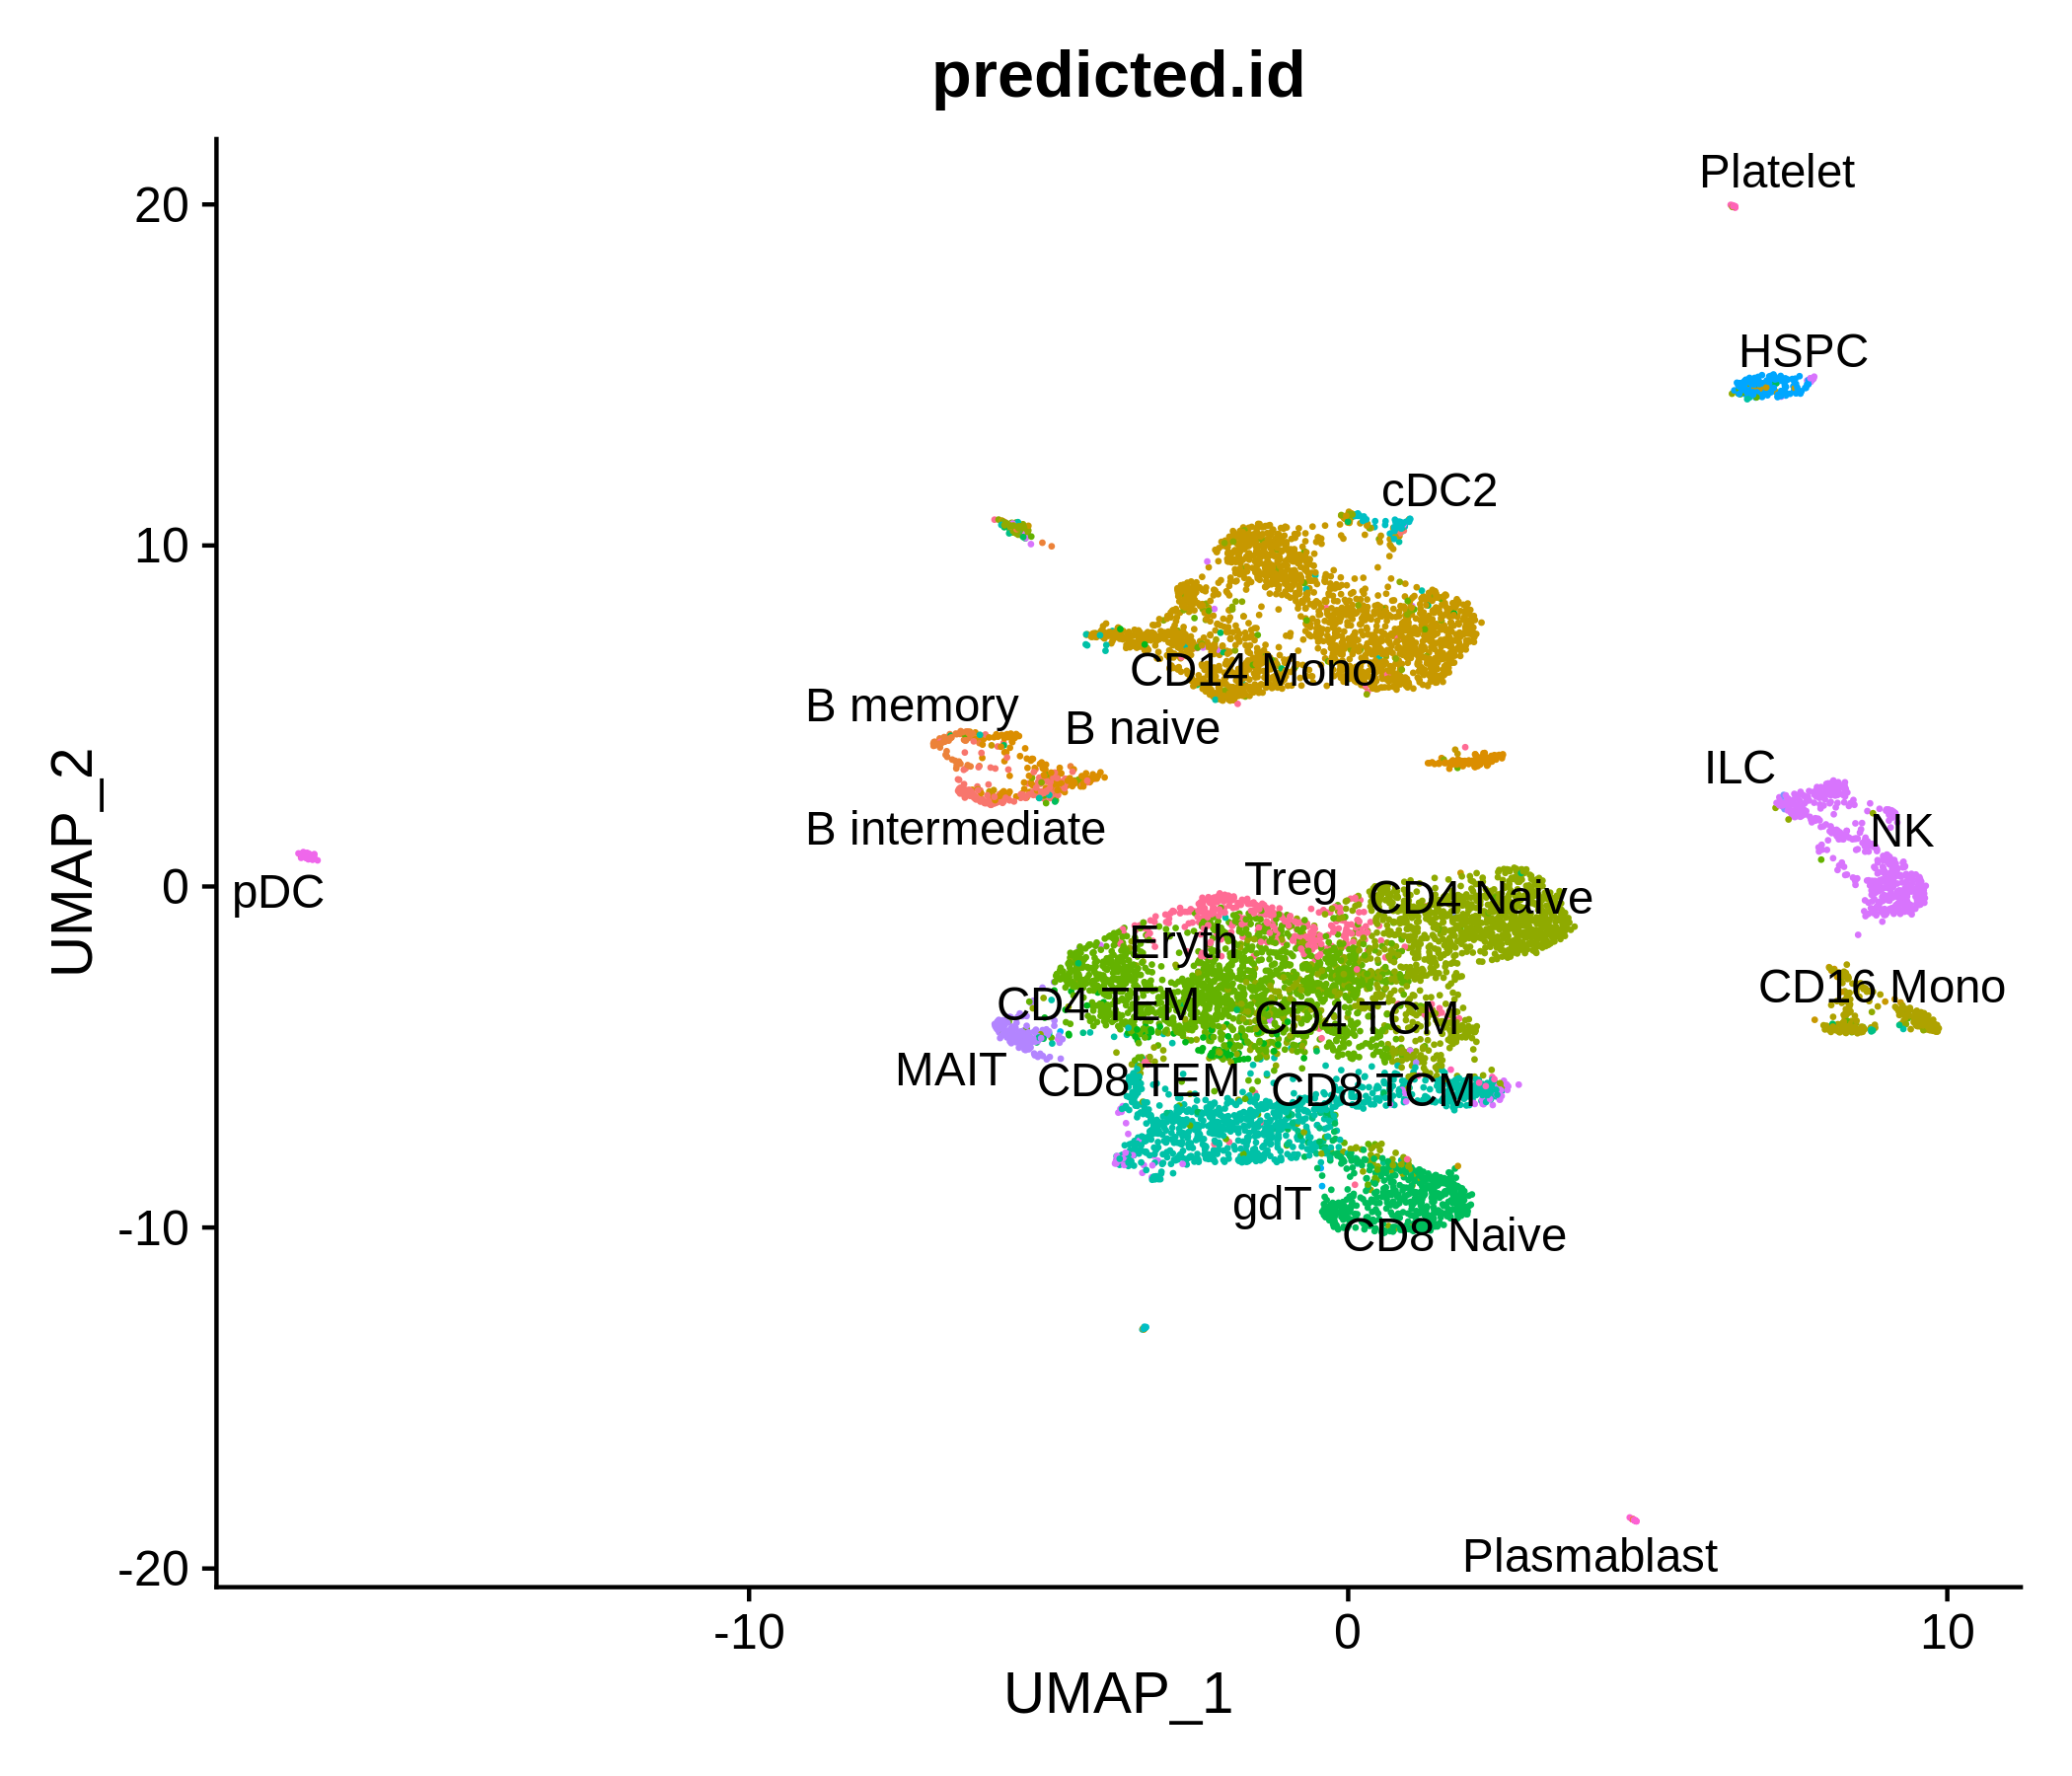 predicted.id
Platelet
20
HSPC
cDC2
10
CD14 Mono
B memory
B naive
ILC
NK
B intermediate
Treg
CD4 Naive
0
pDC
UMAP_2
Eryth
CD16 Mono
CD4 TEM
CD4 TCM
MAIT
CD8 TEM
CD8 TCM
gdT
-10
CD8 Naive
Plasmablast
-20
-10
0
10
UMAP_1